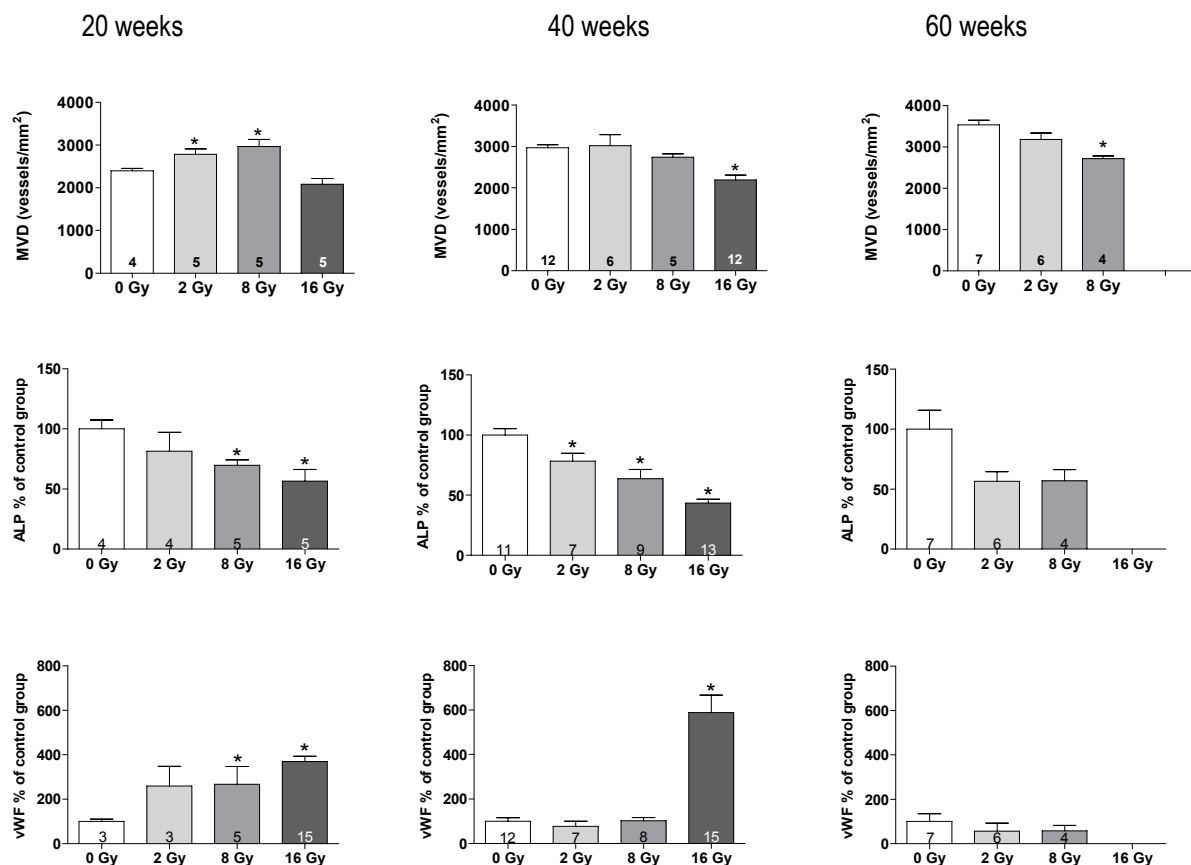 20 weeks
40 weeks
60 weeks
MVD (vessels/mm²)
4000
3000
2000
1000
0
4
5
5
5
*
*
0 Gy
2 Gy
8 Gy
16 Gy
MVD (vessels/mm²)
4000
3000
2000
1000
0
12
6
5
12
*
0 Gy
2 Gy
8 Gy
16 Gy
MVD (vessels/mm²)
4000
3000
2000
1000
0
7
6
4
*
0 Gy
2 Gy
8 Gy
ALP % of control group
150
100
50
0
4
4
5
5
*
*
0 Gy
2 Gy
8 Gy
16 Gy
ALP % of control group
150
100
50
0
11
7
9
13
*
*
*
0 Gy
2 Gy
8 Gy
16 Gy
ALP % of control group
150
100
50
0
7
6
4
0 Gy
2 Gy
8 Gy
16 Gy
vWF % of control group
800
600
400
200
0
3
3
5
15
*
*
0 Gy
2 Gy
8 Gy
16 Gy
vWF % of control group
800
600
400
200
0
12
7
8
15
*
0 Gy
2 Gy
8 Gy
16 Gy
vWF % of control group
800
600
400
200
0
7
6
4
0 Gy
2 Gy
8 Gy
16 Gy